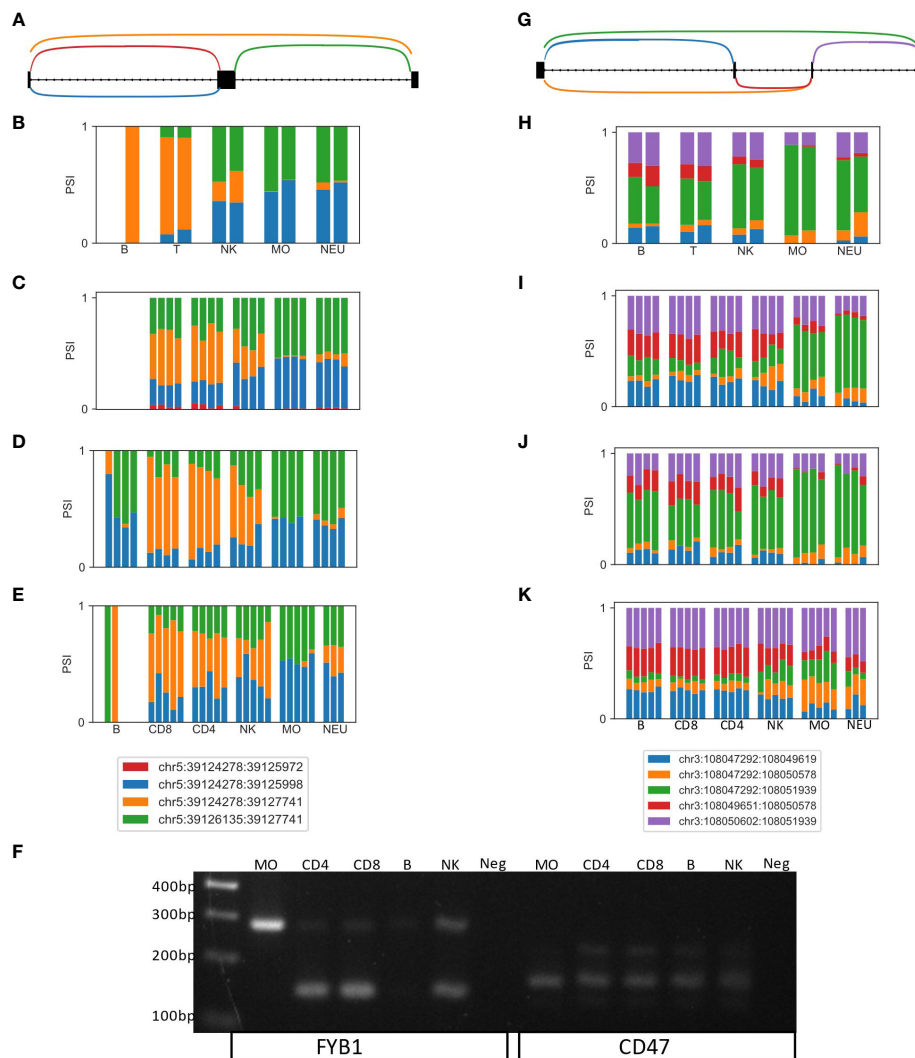 A
G
B
1
PSI
0
B T NK MO NEU
H
1
PSI
0
B T NK MO NEU
C
1
PSI
0
I
1
PSI
0
D
1
PSI
0
J
1
PSI
0
E
1
PSI
0
B CD8 CD4 NK MO NEU
K
1
PSI
0
B CD8 CD4 NK MO NEU
chr5:39124278:39125972
chr5:39124278:39125998
chr5:39124278:39127741
chr5:39126135:39127741
chr3:108047292:108049619
chr3:108047292:108050578
chr3:108047292:108051939
chr3:108049651:108050578
chr3:108050602:108051939
F
MO CD4 CD8 B NK Neg MO CD4 CD8 B NK Neg
400bp
300bp
200bp
100bp
FYB1 CD47